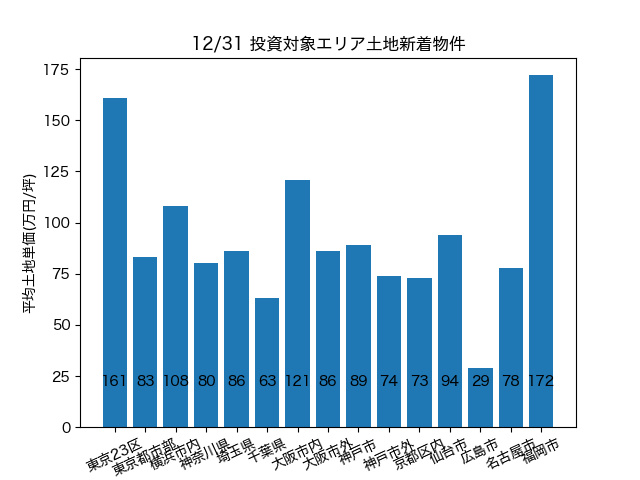 12/31 投資対象エリア土地新着物件
平均土地単価(万円/坪)
175
150
125
100
75
50
25
0
161 83 108 80 86 63 121 86 89 74 73 94 29 78 172
東京23区 東京都市部 横浜市内 神奈川県 埼玉県 千葉県 大阪市内 大阪市外 神戸市 神戸市外 京都区内 仙台市 広島市 名古屋市 福岡市